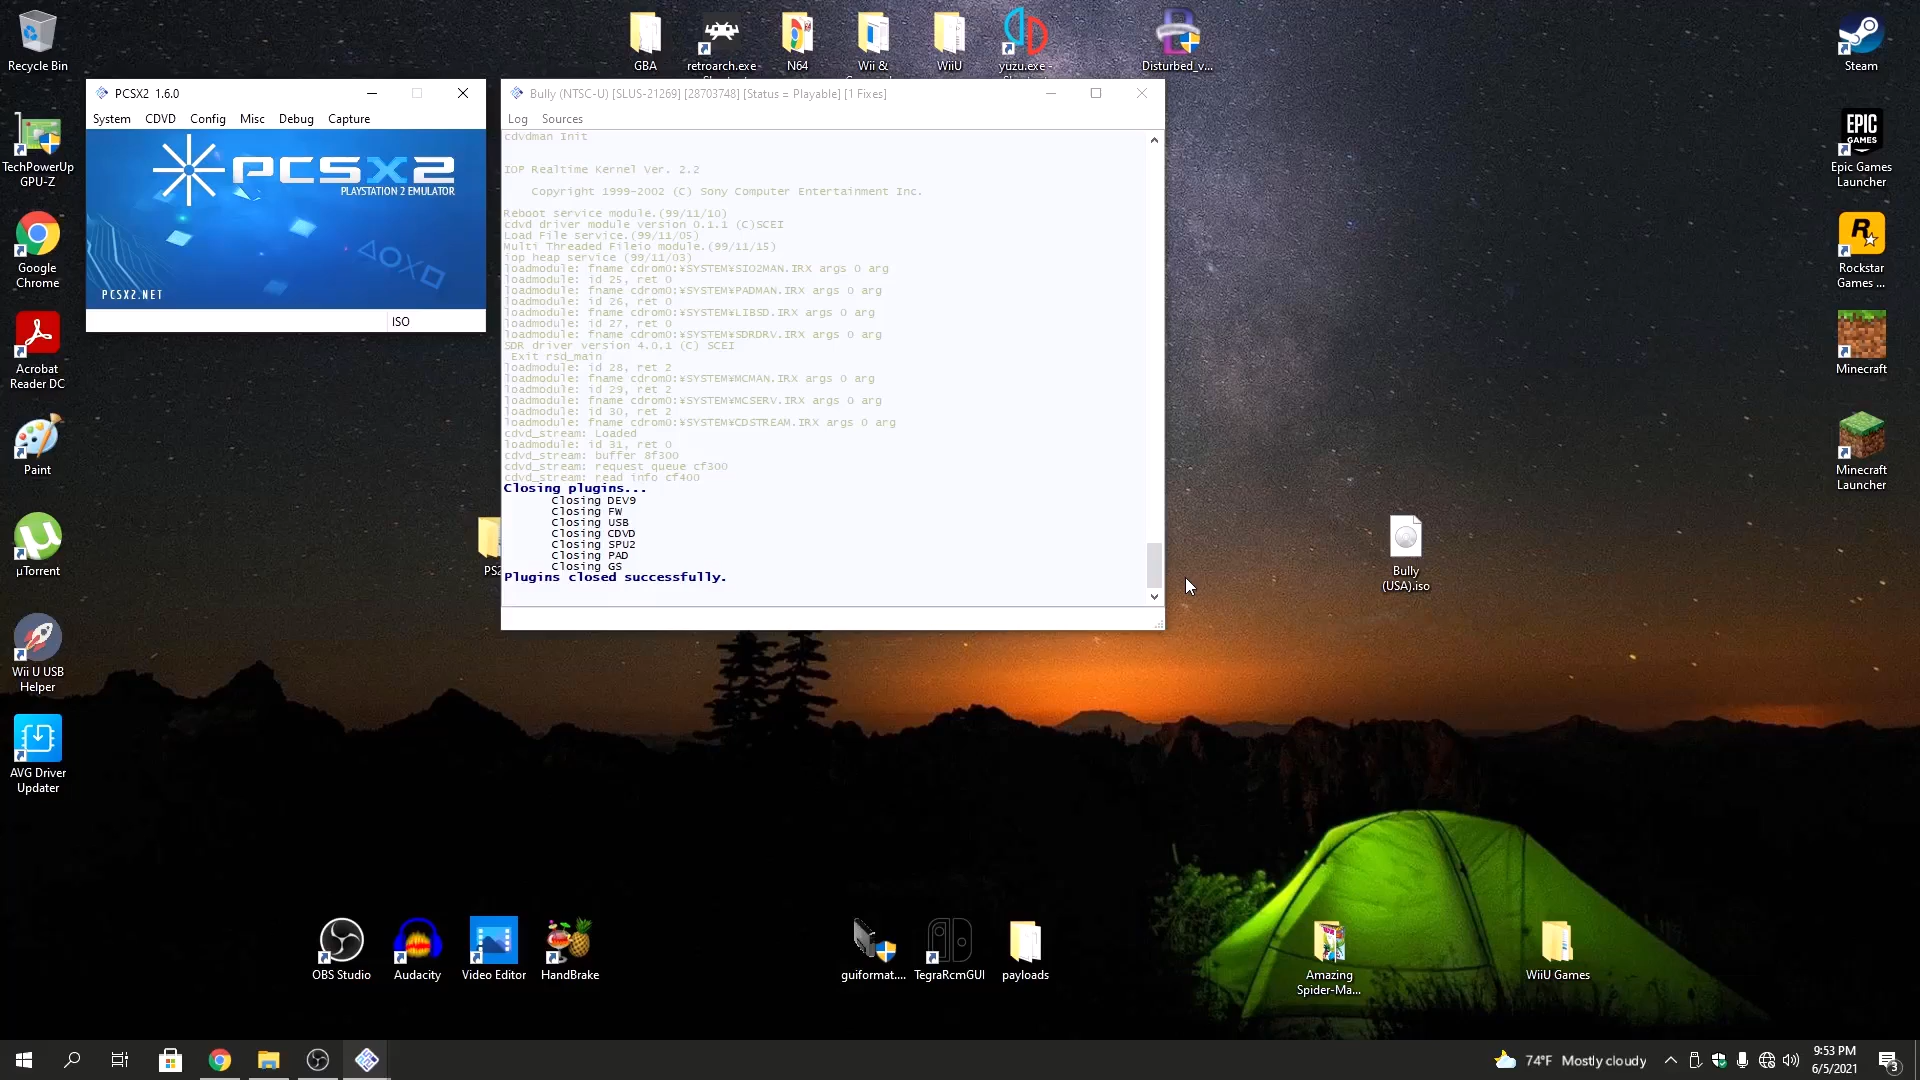 Recycle Bin
TechPowerUp
GPU-Z
Google
Chrome
Acrobat
Reader DC
Paint
µTorrent
Wii U USB
Helper
AVG Driver
Updater
GBA
retroarch.exe
N64
Wii &
WiiU
yuzu.exe -
Disturbed_v...
Steam
EPIC
GAMES
Epic Games
Launcher
Rockstar
Games ...
Minecraft
Minecraft
Launcher
PCSX2 1.6.0
System CDVD Config Misc Debug Capture
PCSX2
PLAYSTATION 2 EMULATOR
PCSX2.NET
ISO
Bully (NTSC-U) [SLUS-21269] [28703748] [Status = Playable] [1 Fixes]
Log Sources
cdvdman Init
IOP Realtime Kernel Ver. 2.2
Copyright 1999-2002 (C) Sony Computer Entertainment Inc.
Reboot service module.(99/11/10)
cdvd driver module version 0.1.1 (C)SCEI
Load File service.(99/11/05)
Multi Threaded Fileio module.(99/11/15)
iop heap service (99/11/03)
loadmodule: fname cdrom0:¥SYSTEM¥SIO2MAN.IRX args 0 arg
loadmodule: id 25, ret 0
loadmodule: fname cdrom0:¥SYSTEM¥PADMAN.IRX args 0 arg
loadmodule: id 26, ret 0
loadmodule: fname cdrom0:¥SYSTEM¥LIBSD.IRX args 0 arg
loadmodule: id 27, ret 0
loadmodule: fname cdrom0:¥SYSTEM¥SDRDRV.IRX args 0 arg
SDR driver version 4.0.1 (C) SCEI
Exit rsd_main
loadmodule: id 28, ret 2
loadmodule: fname cdrom0:¥SYSTEM¥MCMAN.IRX args 0 arg
loadmodule: id 29, ret 2
loadmodule: fname cdrom0:¥SYSTEM¥MCSERV.IRX args 0 arg
loadmodule: id 30, ret 2
loadmodule: fname cdrom0:¥SYSTEM¥CDSTREAM.IRX args 0 arg
cdvd_stream: Loaded
loadmodule: id 31, ret 0
cdvd_stream: buffer 8f300
cdvd_stream: request queue cf300
cdvd_stream: read info cf400
Closing plugins...
Closing DEV9
Closing FW
Closing USB
Closing CDVD
Closing SPU2
Closing PAD
Closing GS
Plugins closed successfully.
PS2
Bully
(USA).iso
OBS Studio
Audacity
Video Editor
HandBrake
guiformat....
TegraRcmGUI
payloads
Amazing
Spider-Ma...
WiiU Games
74°F Mostly cloudy
9:53 PM
6/5/2021
3